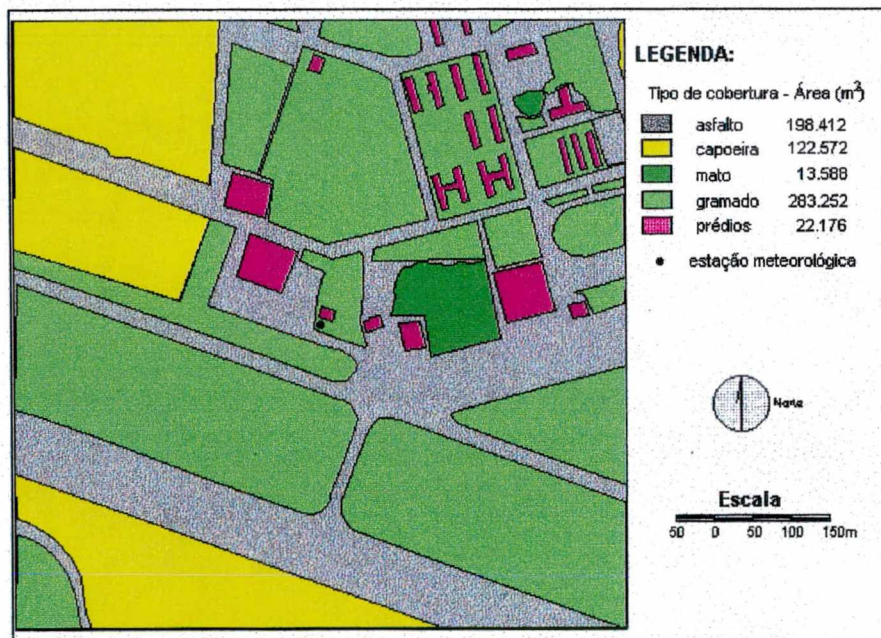 LEGENDA:
Tipo de cobertura - Área (m²)
asfalto 198.412
capoeira 122.572
mato 13.588
gramado 283.252
prédios 22.176
estação meteorológica
Norte
Escala
50 0 50 100 150m